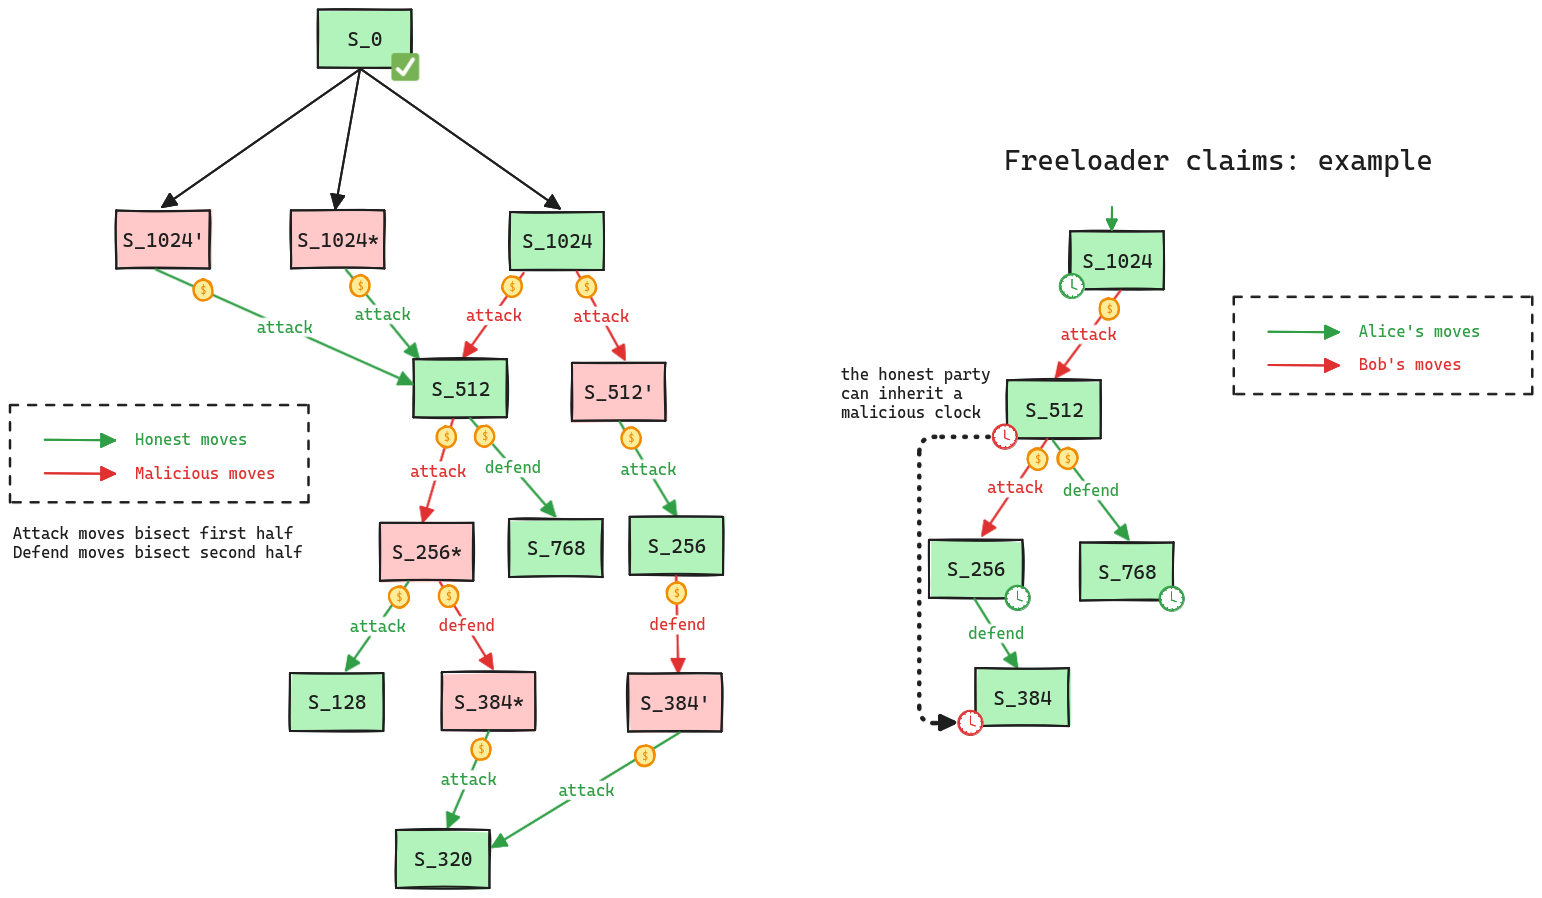 S_0
S_1024'
S_1024*
S_1024
$
$
$
$
attack
attack
attack
attack
S_512
S_512'
Honest moves
Malicious moves
Attack moves bisect first half
Defend moves bisect second half
$
$
$
attack
defend
attack
S_256*
S_768
S_256
$
$
$
attack
defend
defend
S_128
S_384*
S_384'
$
$
attack
attack
S_320
Freeloader claims: example
S_1024
$
attack
Alice's moves
Bob's moves
the honest party
can inherit a
malicious clock
S_512
$
$
attack
defend
S_256
S_768
defend
S_384